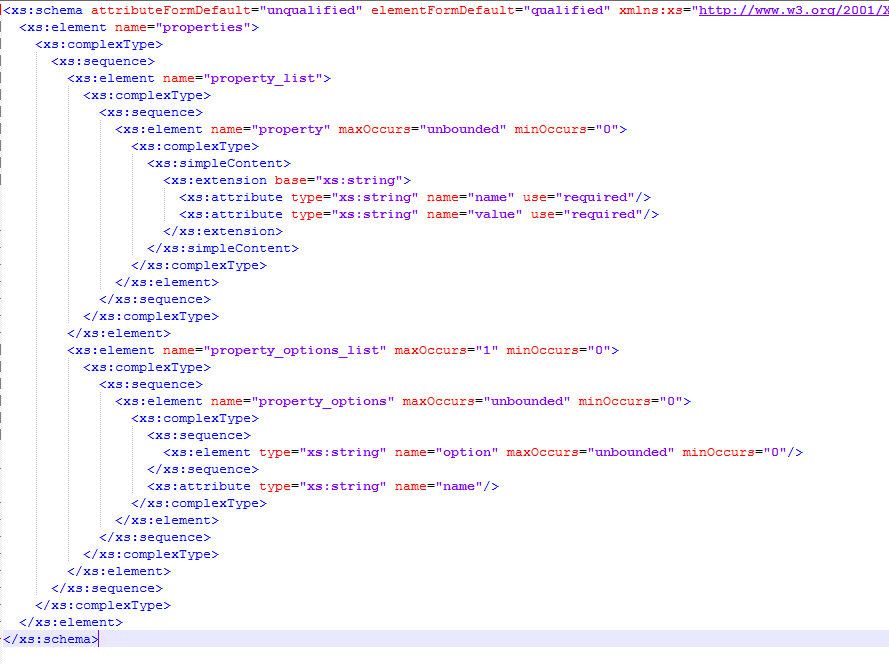 <xs:schema attributeFormDefault="unqualified" elementFormDefault="qualified" xmlns:xs="http://www.w3.org/2001/X
<xs:element name="properties">
<xs:complexType>
<xs:sequence>
<xs:element name="property_list">
<xs:complexType>
<xs:sequence>
<xs:element name="property" maxOccurs="unbounded" minOccurs="0">
<xs:complexType>
<xs:simpleContent>
<xs:extension base="xs:string">
<xs:attribute type="xs:string" name="name" use="required"/>
<xs:attribute type="xs:string" name="value" use="required"/>
</xs:extension>
</xs:simpleContent>
</xs:complexType>
</xs:element>
</xs:sequence>
</xs:complexType>
</xs:element>
<xs:element name="property_options_list" maxOccurs="1" minOccurs="0">
<xs:complexType>
<xs:sequence>
<xs:element name="property_options" maxOccurs="unbounded" minOccurs="0">
<xs:complexType>
<xs:sequence>
<xs:element type="xs:string" name="option" maxOccurs="unbounded" minOccurs="0"/>
</xs:sequence>
<xs:attribute type="xs:string" name="name"/>
</xs:complexType>
</xs:element>
</xs:sequence>
</xs:complexType>
</xs:element>
</xs:sequence>
</xs:complexType>
</xs:element>
</xs:schema>